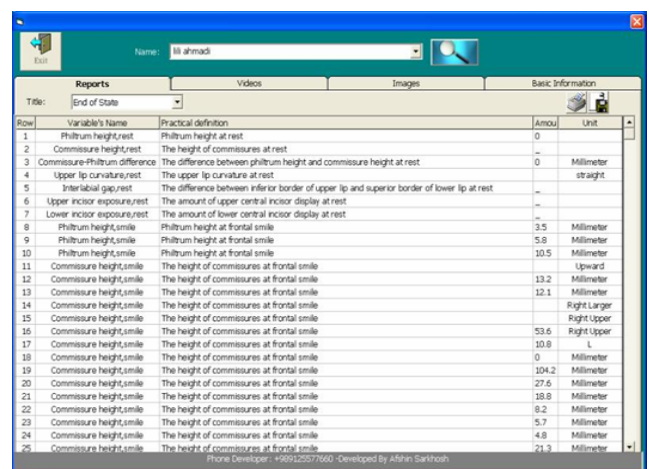 Exit
Name: lili ahmadi
Reports Videos Images Basic Information
Title: End of State
Row Variable's Name Practical definition Amou Unit
1 Philtrum height,rest Philtrum height at rest 0
2 Commissure height,rest The height of commissures at rest _
3 Commissure-Philtrum difference The difference between philtrum height and commissure height at rest 0 Millimeter
4 Upper lip curvature,rest The upper lip curvature at rest straight
5 Interlabial gap,rest The difference between inferior border of upper lip and superior border of lower lip at rest _
6 Upper incisor exposure,rest The amount of upper central incisor display at rest _
7 Lower incisor exposure,rest The amount of lower central incisor display at rest _
8 Philtrum height,smile Philtrum height at frontal smile 3.5 Millimeter
9 Philtrum height,smile Philtrum height at frontal smile 5.8 Millimeter
10 Philtrum height,smile Philtrum height at frontal smile 10.5 Millimeter
11 Commissure height,smile The height of commissures at frontal smile Upward
12 Commissure height,smile The height of commissures at frontal smile 13.2 Millimeter
13 Commissure height,smile The height of commissures at frontal smile 12.1 Millimeter
14 Commissure height,smile The height of commissures at frontal smile Right Larger
15 Commissure height,smile The height of commissures at frontal smile Right Upper
16 Commissure height,smile The height of commissures at frontal smile 53.6 Right Upper
17 Commissure height,smile The height of commissures at frontal smile 10.8 L
18 Commissure height,smile The height of commissures at frontal smile 0 Millimeter
19 Commissure height,smile The height of commissures at frontal smile 104.2 Millimeter
20 Commissure height,smile The height of commissures at frontal smile 27.6 Millimeter
21 Commissure height,smile The height of commissures at frontal smile 18.8 Millimeter
22 Commissure height,smile The height of commissures at frontal smile 8.2 Millimeter
23 Commissure height,smile The height of commissures at frontal smile 5.7 Millimeter
24 Commissure height,smile The height of commissures at frontal smile 4.8 Millimeter
25 Commissure height,smile The height of commissures at frontal smile 21.3 Millimeter
Phone Developer: +989125577660 -Developed By Afshin Sarkhosh